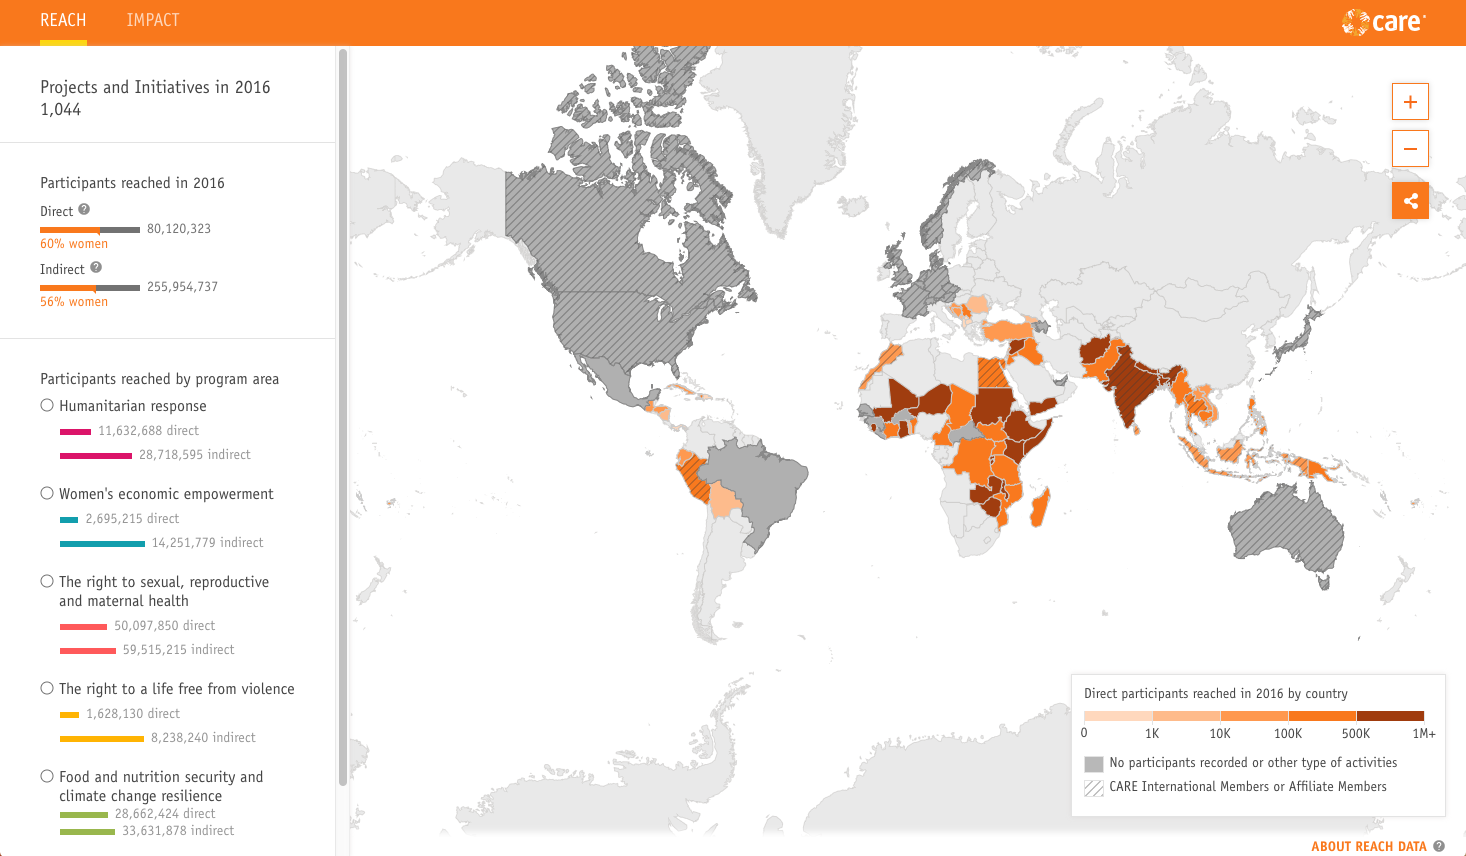 REACH
IMPACT
care
Projects and Initiatives in 2016
1,044
Participants reached in 2016
Direct ?
80,120,323
60% women
Indirect ?
255,954,737
56% women
Participants reached by program area
Humanitarian response
11,632,688 direct
28,718,595 indirect
Women's economic empowerment
2,695,215 direct
14,251,779 indirect
The right to sexual, reproductive
and maternal health
50,097,850 direct
59,515,215 indirect
The right to a life free from violence
1,628,130 direct
8,238,240 indirect
Food and nutrition security and
climate change resilience
28,662,424 direct
33,631,878 indirect
+
−
Direct participants reached in 2016 by country
0 1K 10K 100K 500K 1M+
No participants recorded or other type of activities
CARE International Members or Affiliate Members
ABOUT REACH DATA ?